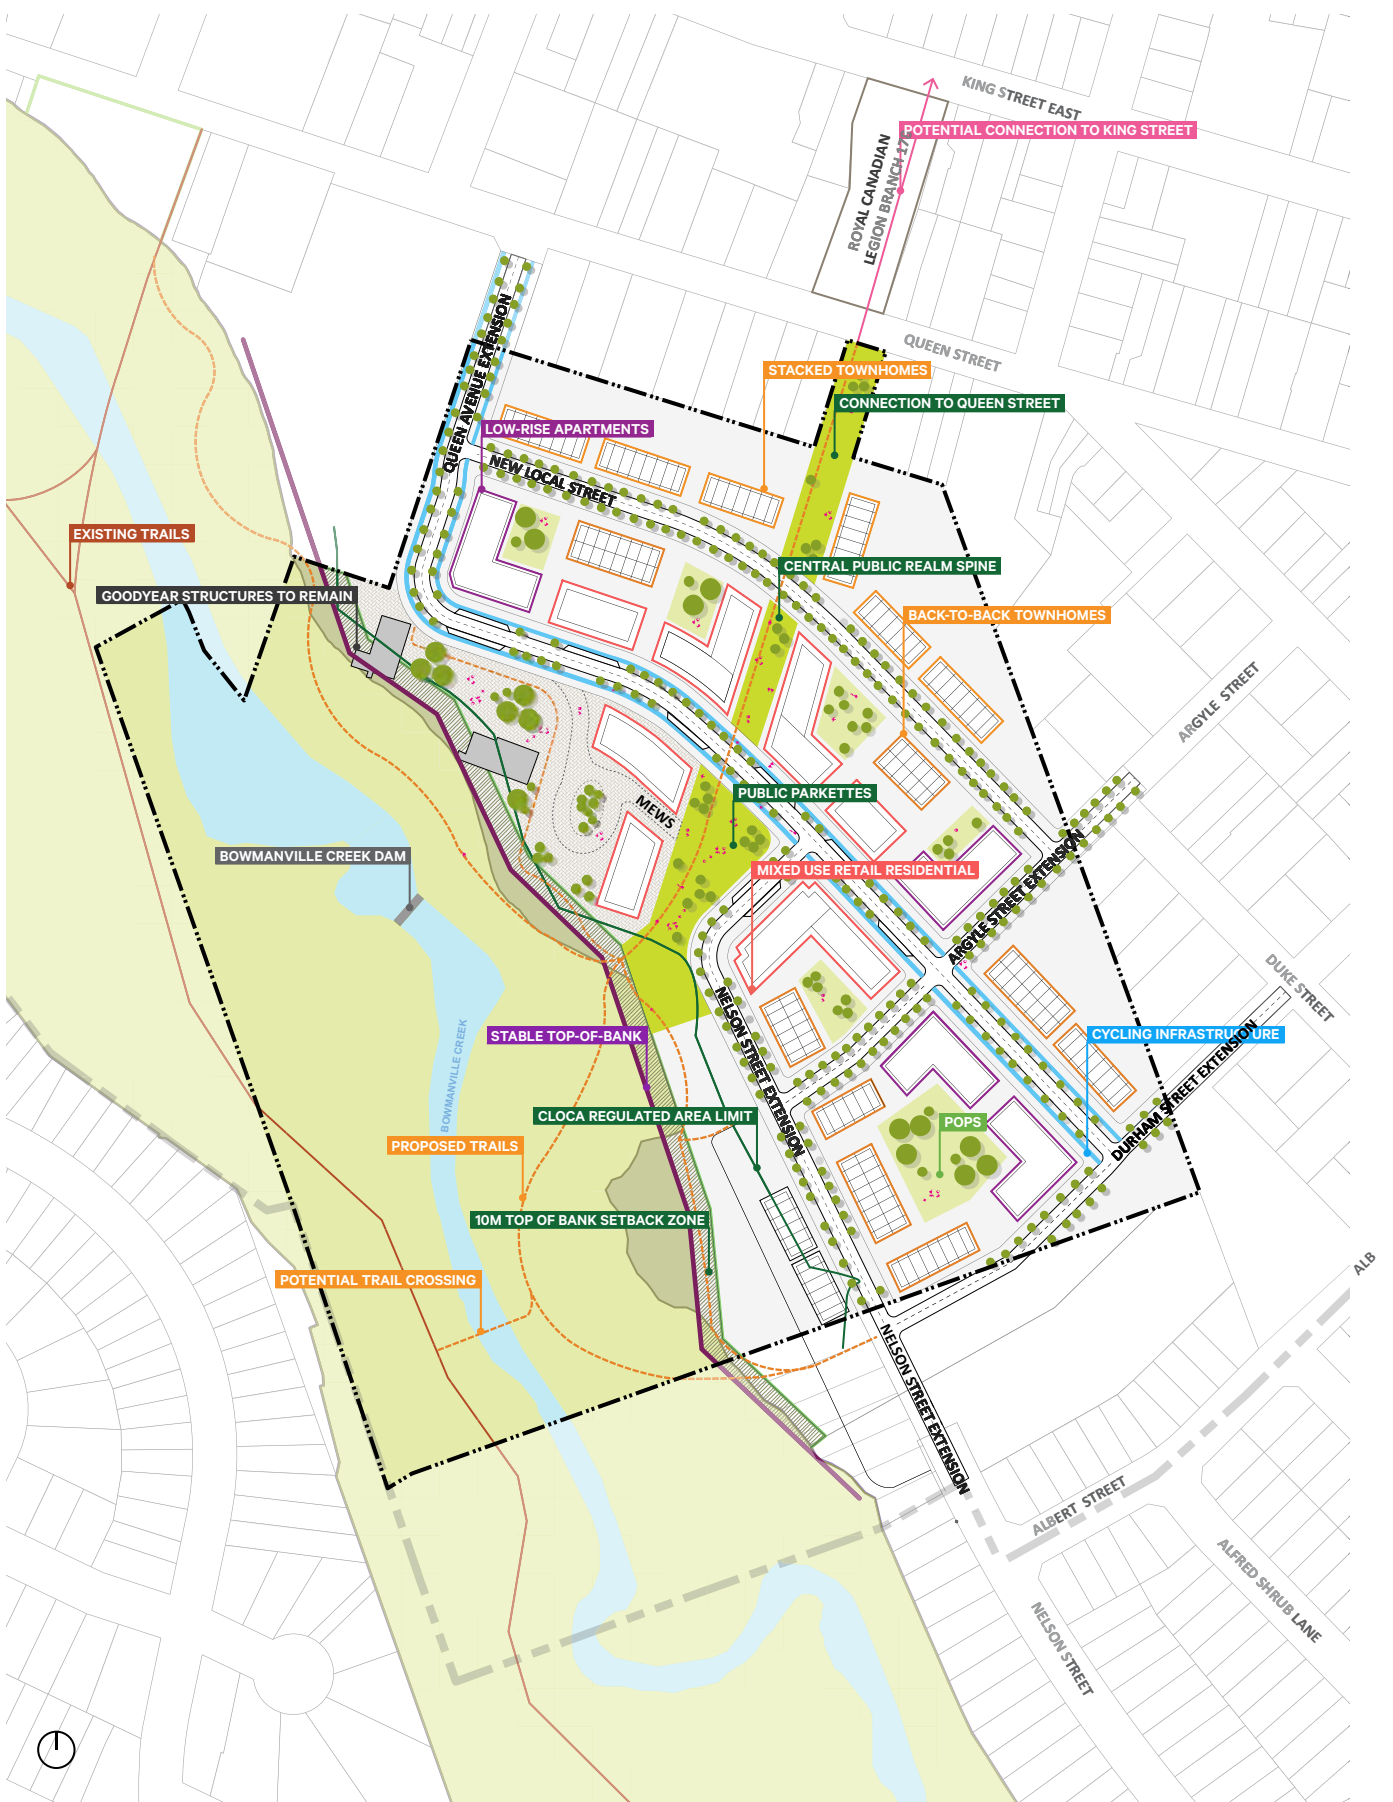 KING STREET EAST
POTENTIAL CONNECTION TO KING STREET
ROYAL CANADIAN
LEGION BRANCH 178
QUEEN AVENUE EXTENSION
QUEEN STREET
STACKED TOWNHOMES
CONNECTION TO QUEEN STREET
LOW-RISE APARTMENTS
NEW LOCAL STREET
EXISTING TRAILS
CENTRAL PUBLIC REALM SPINE
GOODYEAR STRUCTURES TO REMAIN
BACK-TO-BACK TOWNHOMES
ARGYLE STREET
PUBLIC PARKETTES
MEWS
BOWMANVILLE CREEK DAM
MIXED USE RETAIL RESIDENTIAL
ARGYLE STREET EXTENSION
DUKE STREET
STABLE TOP-OF-BANK
NELSON STREET EXTENSION
CYCLING INFRASTRUCTURE
BOWMANVILLE CREEK
DURHAM STREET EXTENSION
CLOCA REGULATED AREA LIMIT
POPS
PROPOSED TRAILS
10M TOP OF BANK SETBACK ZONE
POTENTIAL TRAIL CROSSING
ALB
NELSON STREET EXTENSION
ALBERT STREET
ALFRED SHRUB LANE
NELSON STREET